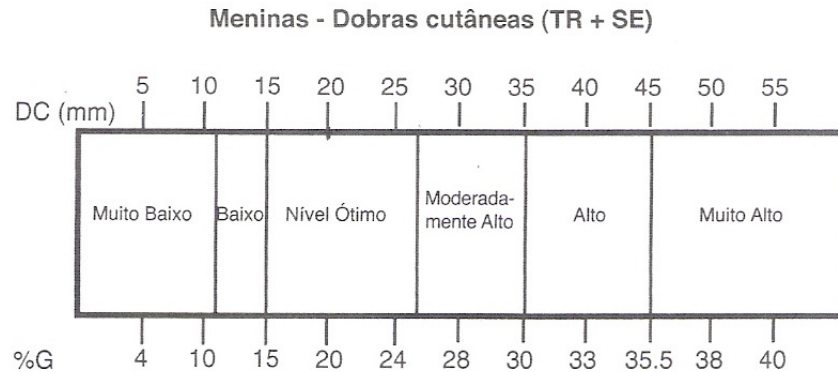 Meninas - Dobras cutâneas (TR + SE)
5 10 15 20 25 30 35 40 45 50 55
DC (mm)
Muito Baixo Baixo Nível Ótimo Moderada-
mente Alto Alto Muito Alto
%G 4 10 15 20 24 28 30 33 35.5 38 40